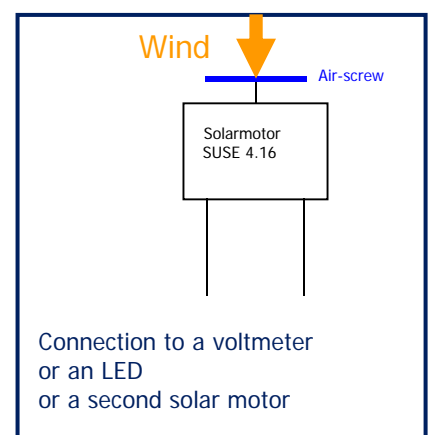 Wind
Air-screw
Solarmotor
SUSE 4.16
Connection to a voltmeter
or an LED
or a second solar motor